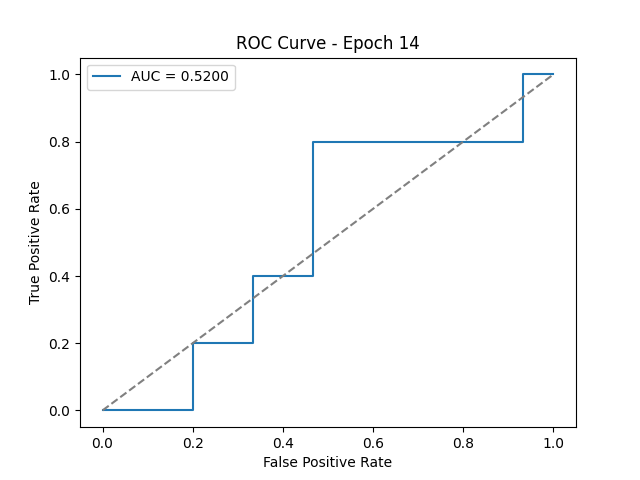 ROC Curve - Epoch 14
AUC = 0.5200
1.0
0.8
0.6
0.4
0.2
0.0
True Positive Rate
0.0 0.2 0.4 0.6 0.8 1.0
False Positive Rate